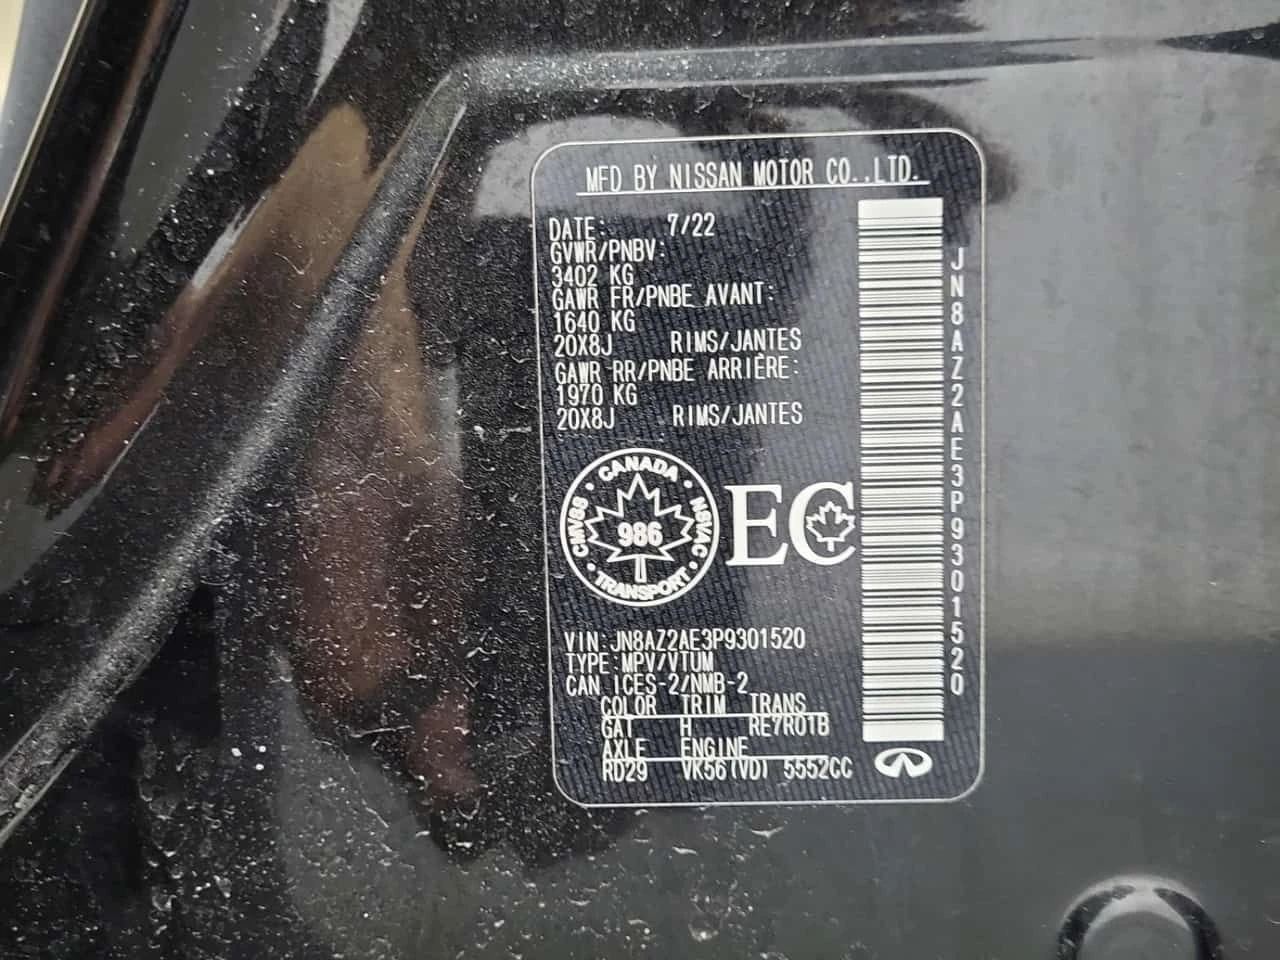 MFD BY NISSAN MOTOR CO.,LTD.
DATE: 7/22
GVWR/PNBV:
3402 KG
GAWR FR/PNBE AVANT:
1640 KG
20X8J RIMS/JANTES
GAWR RR/PNBE ARRIÈRE:
1970 KG
20X8J RIMS/JANTES
CANADA
CMVSS
NSVAC
986
TRANSPORT
EC
VIN:JN8AZ2AE3P9301520
TYPE:MPV/VTUM
CAN ICES-2/NMB-2
COLOR TRIM TRANS
GAT H RE7R01B
AXLE ENGINE
RD29 VK56(VD) 5552CC
JN8AZ2AE3P9301520